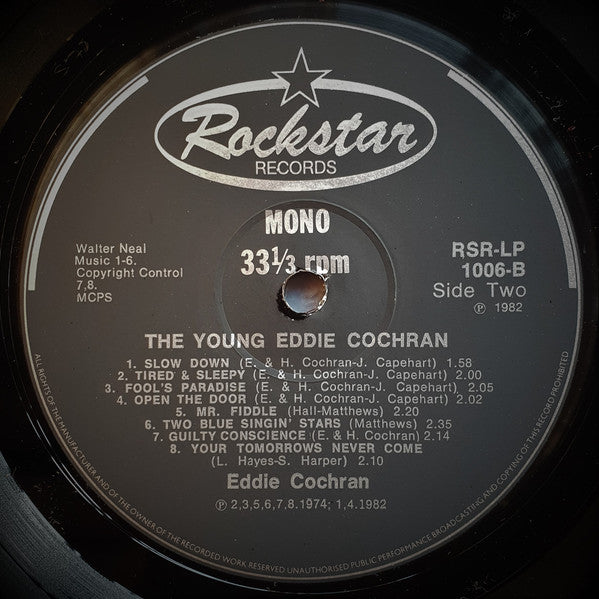 Rockstar
RECORDS
MONO
33⅓ rpm
Walter Neal
Music 1-6.
Copyright Control
7,8.
MCPS
RSR-LP
1006-B
Side Two
℗ 1982
THE YOUNG EDDIE COCHRAN
1. SLOW DOWN (E. & H. Cochran-J. Capehart) 1.58
2. TIRED & SLEEPY (E. & H. Cochran-J. Capehart) 2.00
3. FOOL'S PARADISE (E. & H. Cochran-J. Capehart) 2.05
4. OPEN THE DOOR (E. & H. Cochran-J. Capehart) 2.02
5. MR. FIDDLE (Hall-Matthews) 2.20
6. TWO BLUE SINGIN' STARS (Matthews) 2.35
7. GUILTY CONSCIENCE (E. & H. Cochran) 2.14
8. YOUR TOMORROWS NEVER COME
(L. Hayes-S. Harper) 2.10
Eddie Cochran
℗ 2,3,5,6,7,8.1974; 1,4.1982
ALL RIGHTS OF THE MANUFACTURER AND OF THE OWNER OF THE RECORDED WORK RESERVED UNAUTHORISED PUBLIC PERFORMANCE BROADCASTING AND COPYING OF THIS RECORD PROHIBITED